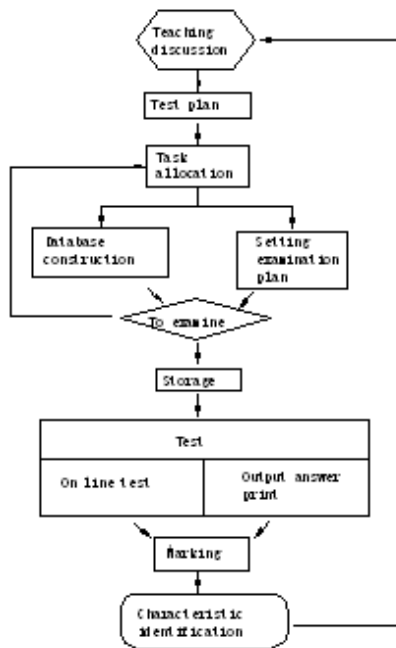 Teaching
discussion
Test plan
Task
allocation
Database
construction
Setting
examination
plan
To examine
Storage
Test
On line test
Output answer
print
Marking
Characteristic
identification